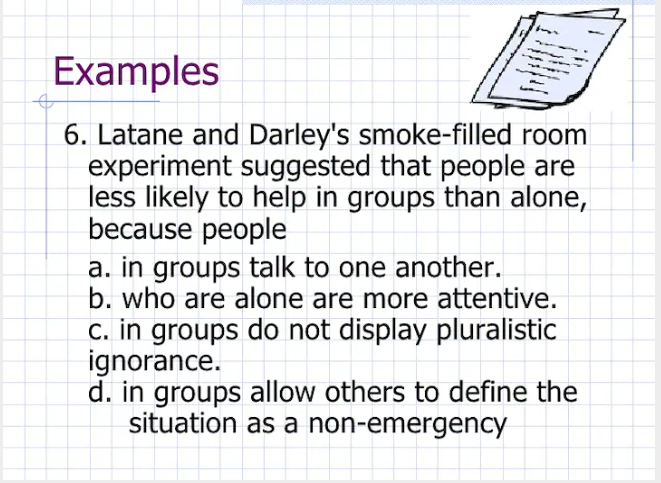 Examples
6. Latane and Darley's smoke-filled room
experiment suggested that people are
less likely to help in groups than alone,
because people
a. in groups talk to one another.
b. who are alone are more attentive.
c. in groups do not display pluralistic
ignorance.
d. in groups allow others to define the
situation as a non-emergency